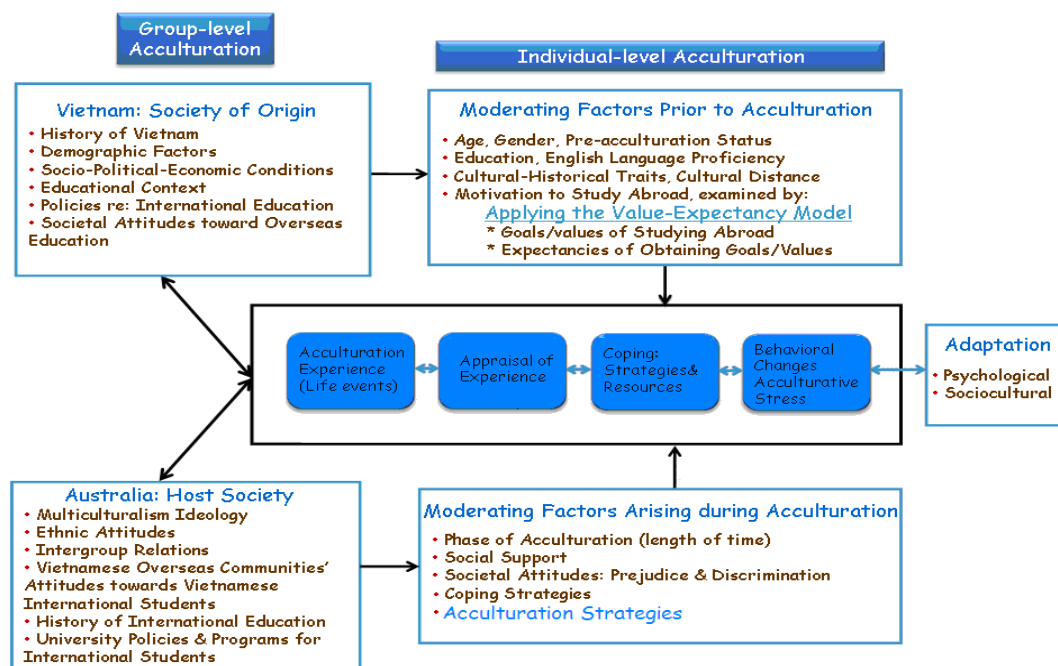 Group-level
Acculturation
Individual-level Acculturation
Vietnam: Society of Origin
• History of Vietnam
• Demographic Factors
• Socio-Political-Economic Conditions
• Educational Context
• Policies re: International Education
• Societal Attitudes toward Overseas
Education
Moderating Factors Prior to Acculturation
• Age, Gender, Pre-acculturation Status
• Education, English Language Proficiency
• Cultural-Historical Traits, Cultural Distance
• Motivation to Study Abroad, examined by:
Applying the Value-Expectancy Model
* Goals/values of Studying Abroad
* Expectancies of Obtaining Goals/Values
Acculturation
Experience
(Life events)
Appraisal of
Experience
Coping:
Strategies&
Resources
Behavioral
Changes
Acculturative
Stress
Adaptation
• Psychological
• Sociocultural
Australia: Host Society
• Multiculturalism Ideology
• Ethnic Attitudes
• Intergroup Relations
• Vietnamese Overseas Communities’
Attitudes towards Vietnamese
International Students
• History of International Education
• University Policies & Programs for
International Students
Moderating Factors Arising during Acculturation
• Phase of Acculturation (length of time)
• Social Support
• Societal Attitudes: Prejudice & Discrimination
• Coping Strategies
• Acculturation Strategies